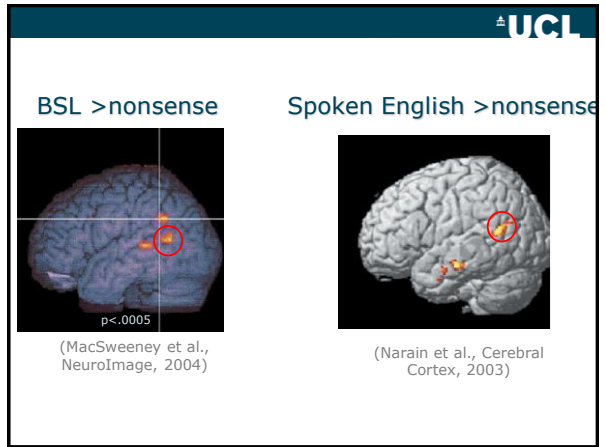 UCL
BSL >nonsense
Spoken English >nonsense
p<.0005
(MacSweeney et al.,
NeuroImage, 2004)
(Narain et al., Cerebral
Cortex, 2003)